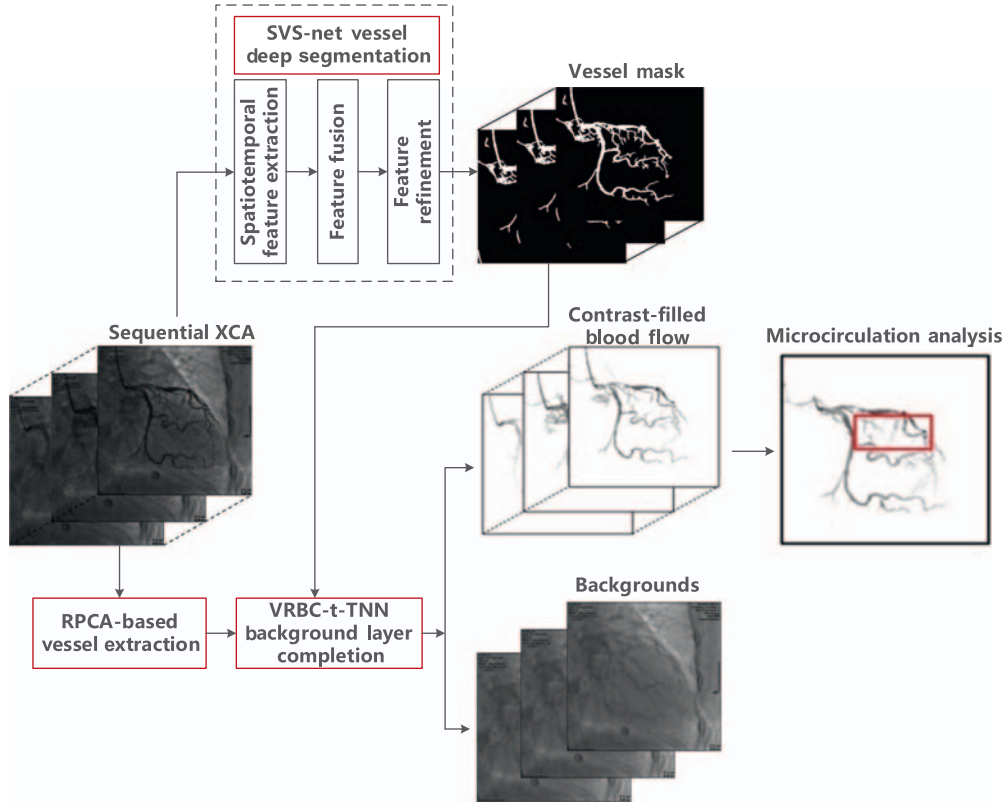 SVS-net vessel
deep segmentation
Spatiotemporal
feature extraction
Feature fusion
Feature
refinement
Vessel mask
Sequential XCA
Contrast-filled
blood flow
Microcirculation analysis
RPCA-based
vessel extraction
VRBC-t-TNN
background layer
completion
Backgrounds